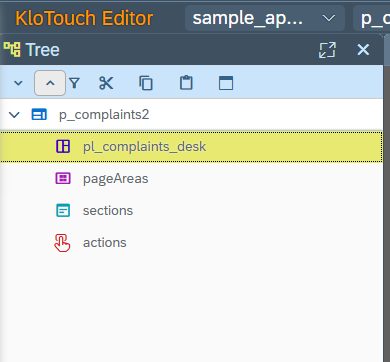 KloTouch Editor sample_ap... p_c
Tree
p_complaints2
pl_complaints_desk
pageAreas
sections
actions